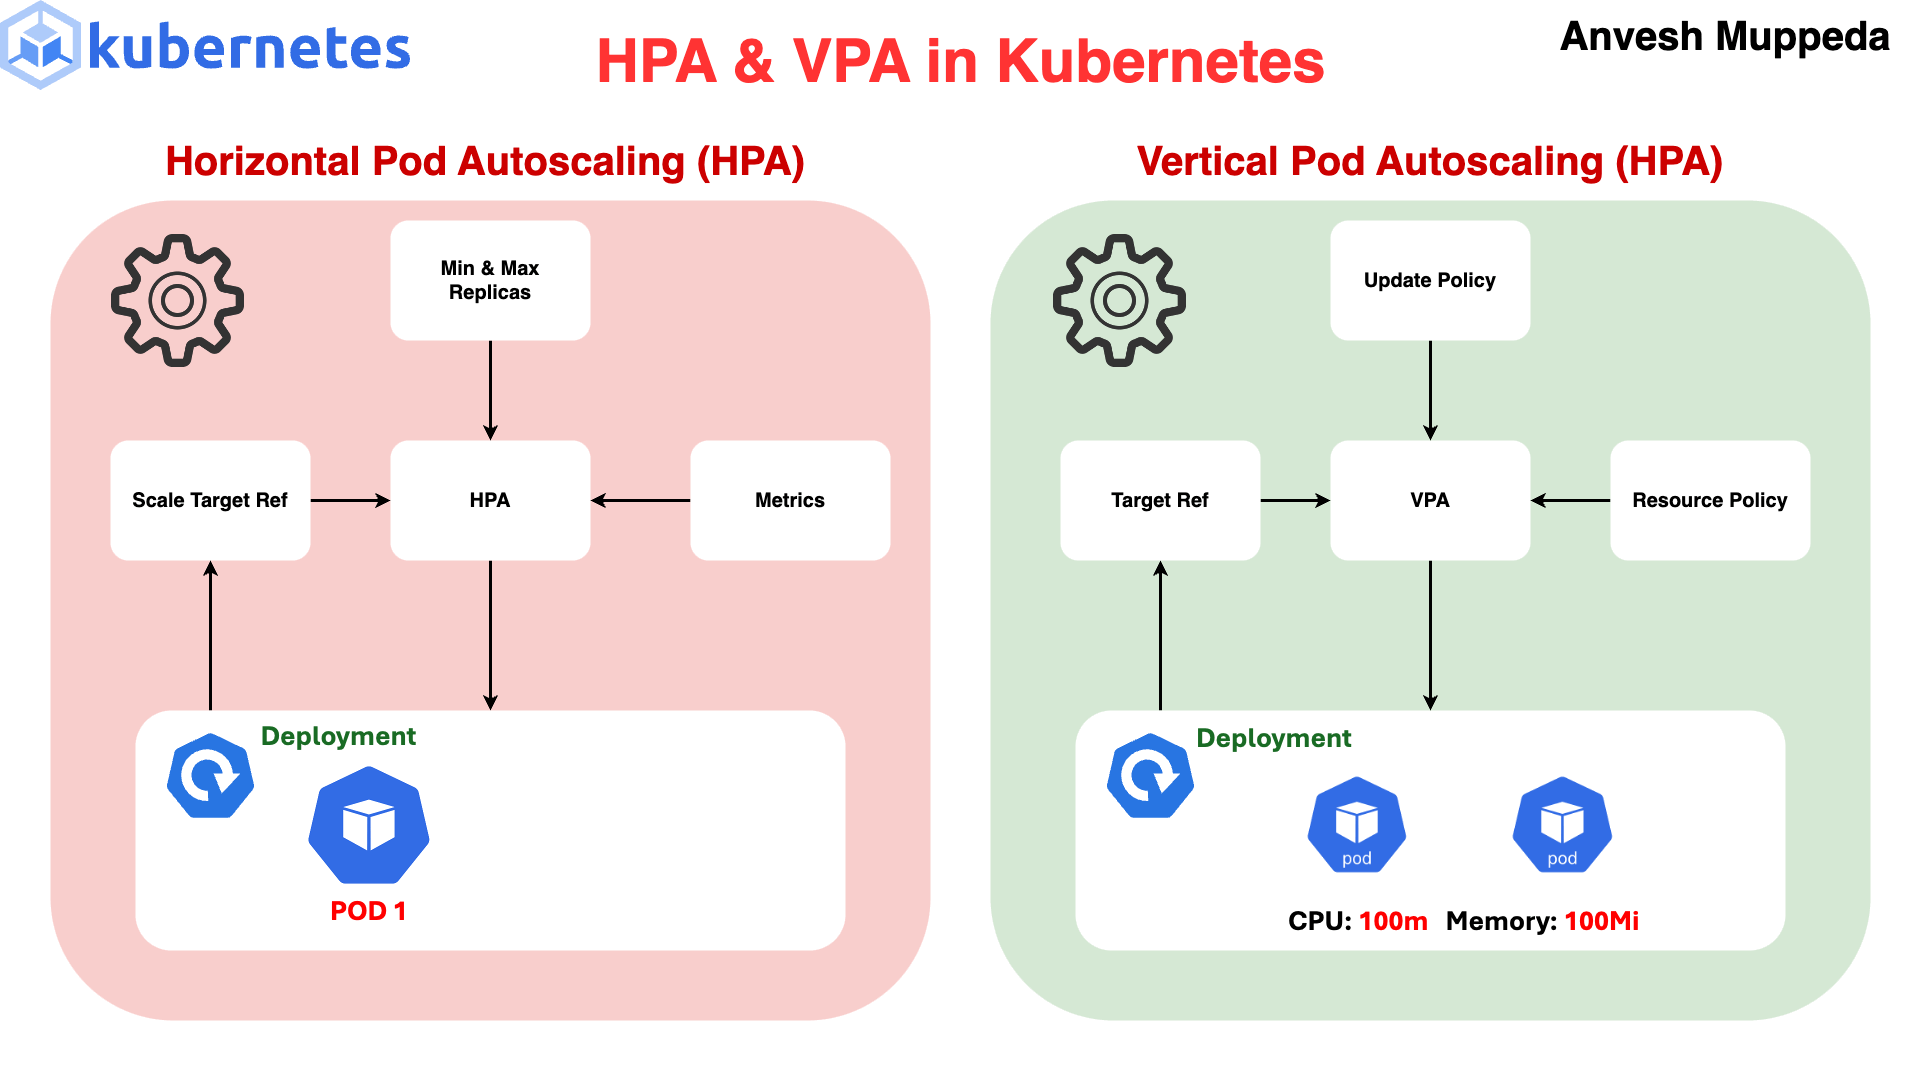 kubernetes
HPA & VPA in Kubernetes
Anvesh Muppeda
Horizontal Pod Autoscaling (HPA)
Min & Max
Replicas
Scale Target Ref
HPA
Metrics
Deployment
POD 1
Vertical Pod Autoscaling (HPA)
Update Policy
Target Ref
VPA
Resource Policy
Deployment
pod
pod
CPU: 100m Memory: 100Mi